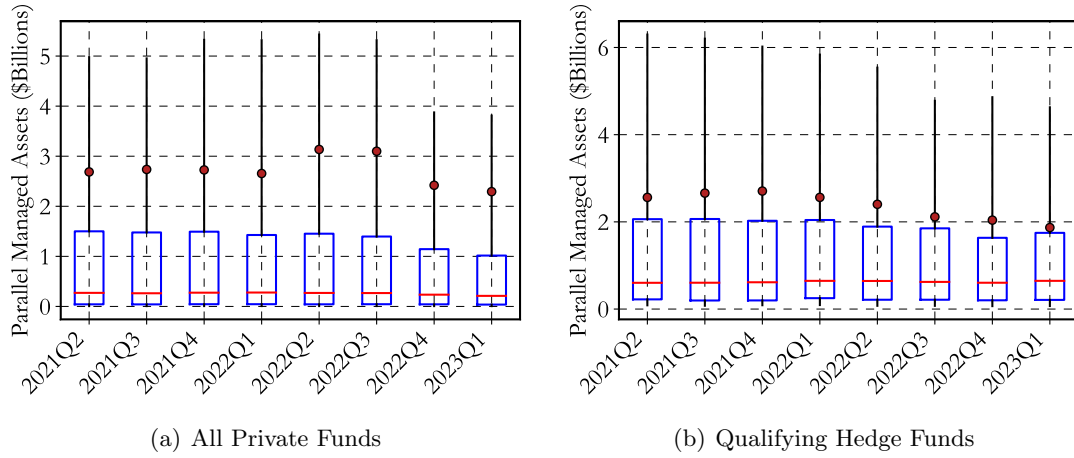 Parallel Managed Assets ($Billions)
5
4
3
2
1
0
2021Q2
2021Q3
2021Q4
2022Q1
2022Q2
2022Q3
2022Q4
2023Q1
(a) All Private Funds
Parallel Managed Assets ($Billions)
6
4
2
0
2021Q2
2021Q3
2021Q4
2022Q1
2022Q2
2022Q3
2022Q4
2023Q1
(b) Qualifying Hedge Funds